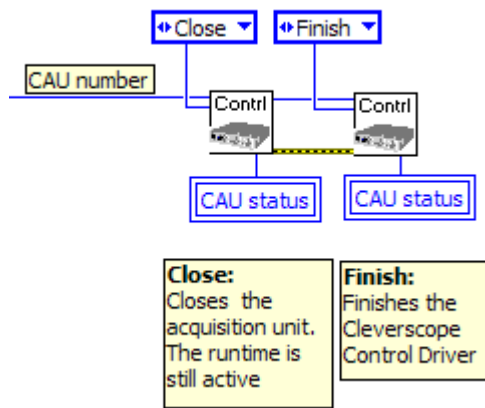 Close
Finish
CAU number
Contrl
Contrl
CAU status
CAU status
Close:
Closes the
acquisition unit.
The runtime is
still active
Finish:
Finishes the
Cleverscope
Control Driver